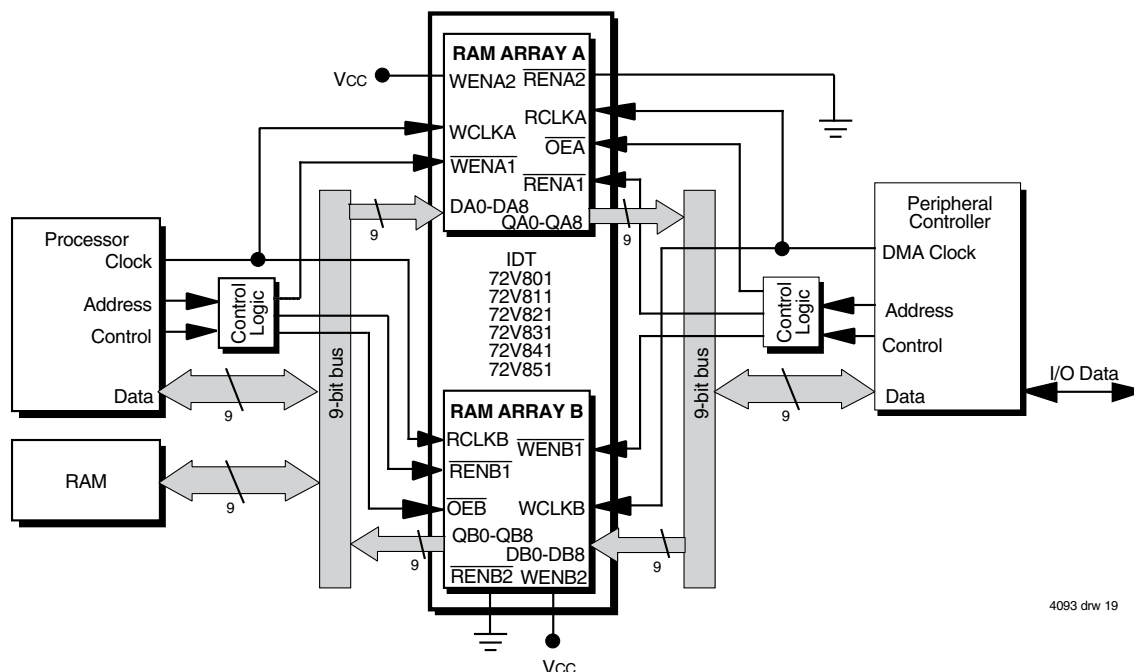 RAM ARRAY A
VCC
WENA2
RENA2
RCLKA
WCLKA
OEA
WENA1
RENA1
DA0-DA8
QA0-QA8
9
9
Processor
Clock
Address
Control
Data
9
Control
Logic
9-bit bus
IDT
72V801
72V811
72V821
72V831
72V841
72V851
9-bit bus
Control
Logic
Peripheral
Controller
DMA Clock
Address
Control
Data
9
I/O Data
RAM
9
RAM ARRAY B
RCLKB
WENB1
RENB1
OEB
WCLKB
QB0-QB8
DB0-DB8
9
9
RENB2
WENB2
VCC
4093 drw 19